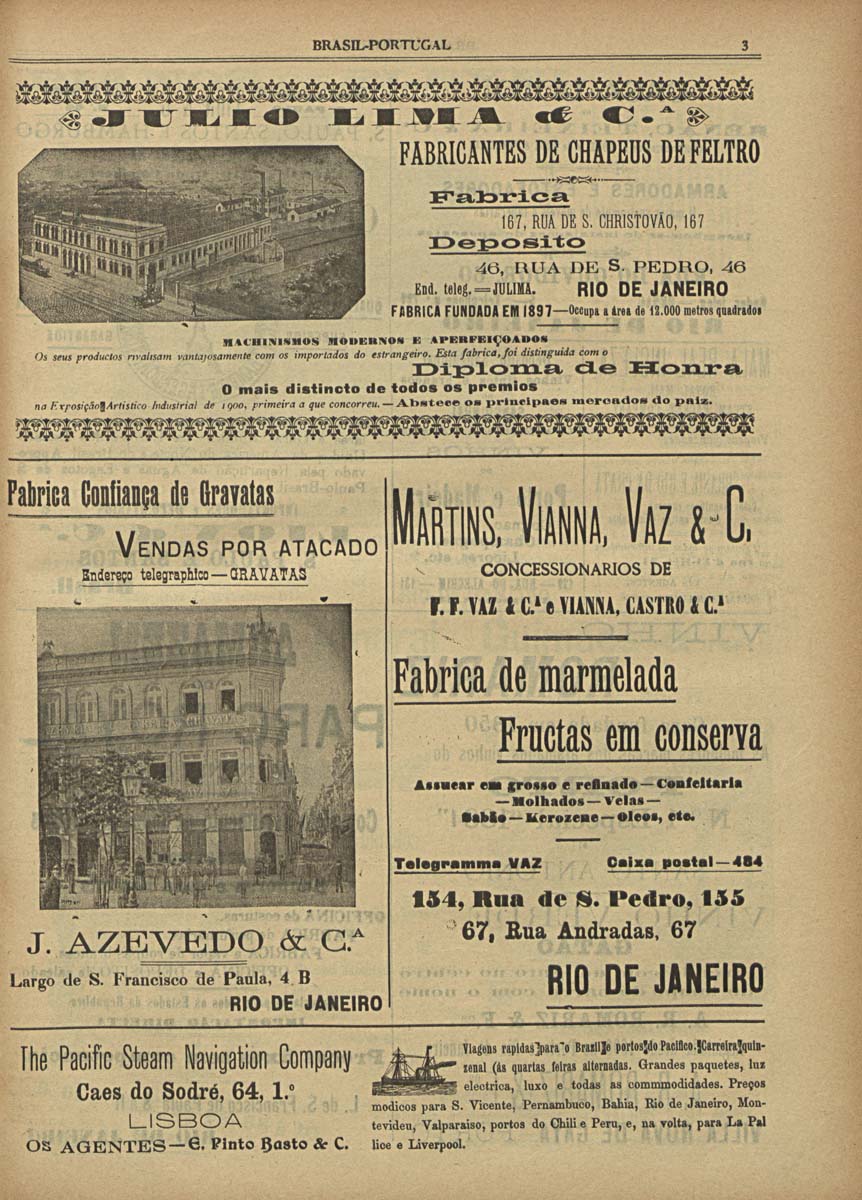 BRASIL-PORTUGAL 3
JULIO LIMA & C.ᴬ
FABRICANTES DE CHAPEUS DE FELTRO
Fabrica
167, RUA DE S. CHRISTOVÃO, 167
Deposito
46, RUA DE S. PEDRO, 46
End. teleg. = JULIMA. RIO DE JANEIRO
FABRICA FUNDADA EM 1897—Occupa a área de 12.000 metros quadrados
MACHINISMOS MODERNOS E APERFEIÇOADOS
Os seus productos rivalisam vantajosamente com os importados do estrangeiro. Esta fabrica, foi distinguida com o
Diploma de Honra
O mais distincto de todos os premios
na Exposição Artistico Industrial de 1900, primeira a que concorreu. — Abastece os principaes mercados do paiz.
Fabrica Confiança de Gravatas
VENDAS POR ATACADO
Endereço telegraphico — GRAVATAS
FABRICA GRAVATAS
J. AZEVEDO & C.ᴬ
Largo de S. Francisco de Paula, 4 B
RIO DE JANEIRO
MARTINS, VIANNA, VAZ & C.
CONCESSIONARIOS DE
F. F. VAZ & C.ᴬ e VIANNA, CASTRO & C.ᴬ
Fabrica de marmelada
Fructas em conserva
Assucar em grosso e refinado — Confeitaria
— Molhados — Velas —
Sabão — Kerozene — Oleos, etc.
Telegramma VAZ Caixa postal — 484
154, Rua de S. Pedro, 155
67, Rua Andradas, 67
RIO DE JANEIRO
The Pacific Steam Navigation Company
Caes do Sodré, 64, 1.º
LISBOA
OS AGENTES — E. Pinto Basto & C.
Viagens rapidas para o Brazil e portos do Pacifico. Carreira quin-
zenal (ás quartas feiras alternadas. Grandes paquetes, luz
electrica, luxo e todas as commmodidades. Preços
modicos para S. Vicente, Pernambuco, Bahia, Rio de Janeiro, Mon-
tevideu, Valparaiso, portos do Chili e Peru, e, na volta, para La Pal
lice e Liverpool.